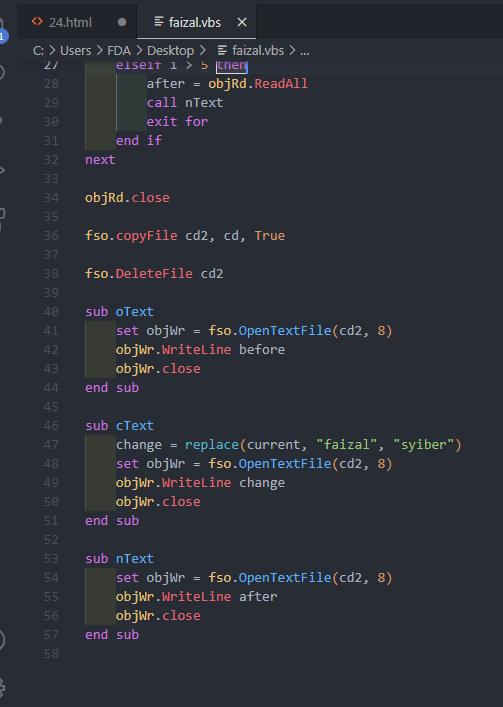 24.html
faizal.vbs
C: > Users > FDA > Desktop > faizal.vbs > ...
27 elseif i > 5 then
28 after = objRd.ReadAll
29 call nText
30 exit for
31 end if
32 next
33
34 objRd.close
35
36 fso.copyFile cd2, cd, True
37
38 fso.DeleteFile cd2
39
40 sub oText
41 set objWr = fso.OpenTextFile(cd2, 8)
42 objWr.WriteLine before
43 objWr.close
44 end sub
45
46 sub cText
47 change = replace(current, "faizal", "syiber")
48 set objWr = fso.OpenTextFile(cd2, 8)
49 objWr.WriteLine change
50 objWr.close
51 end sub
52
53 sub nText
54 set objWr = fso.OpenTextFile(cd2, 8)
55 objWr.WriteLine after
56 objWr.close
57 end sub
58